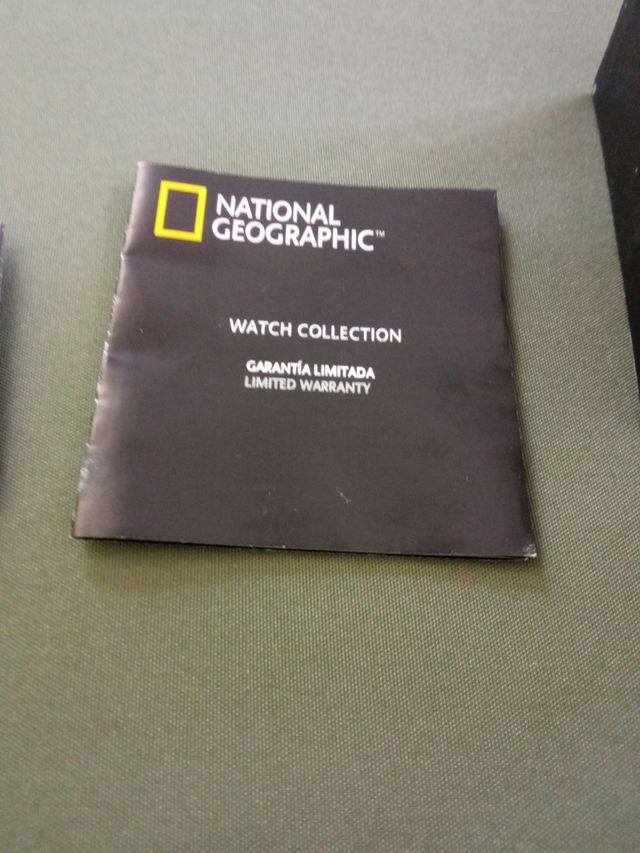 NATIONAL
GEOGRAPHIC™
WATCH COLLECTION
GARANTÍA LIMITADA
LIMITED WARRANTY